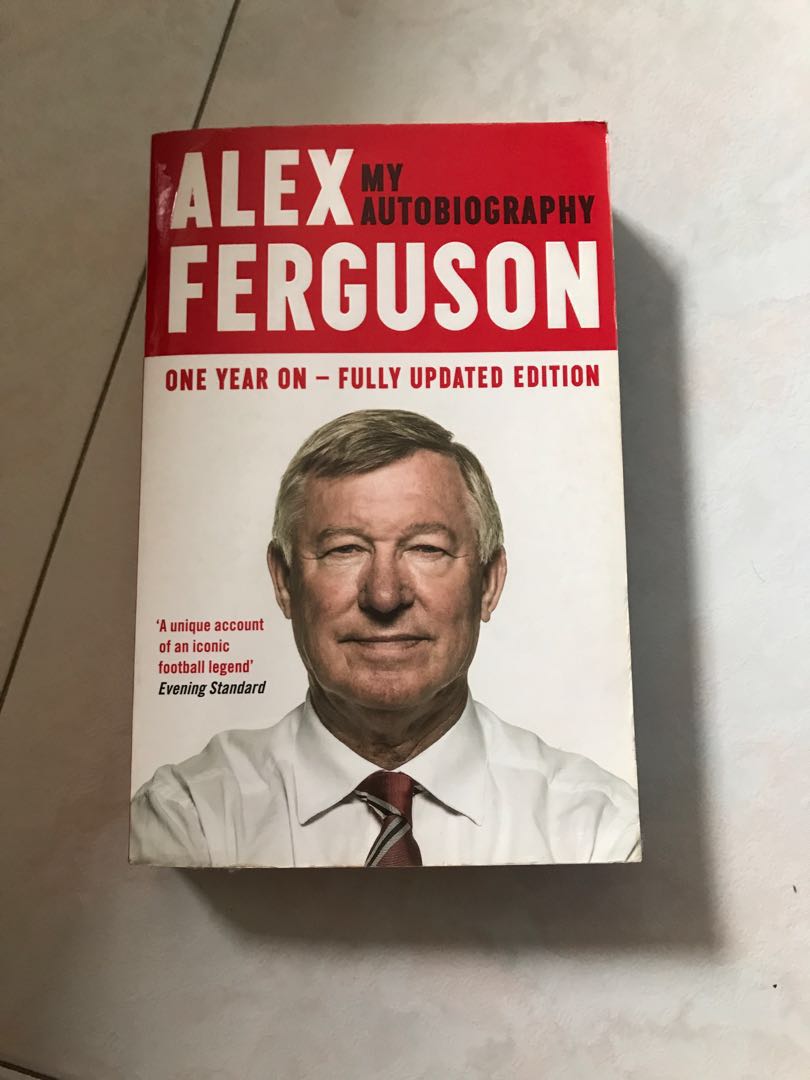 ALEX MY
AUTOBIOGRAPHY
FERGUSON
ONE YEAR ON – FULLY UPDATED EDITION
‘A unique account
of an iconic
football legend’
Evening Standard